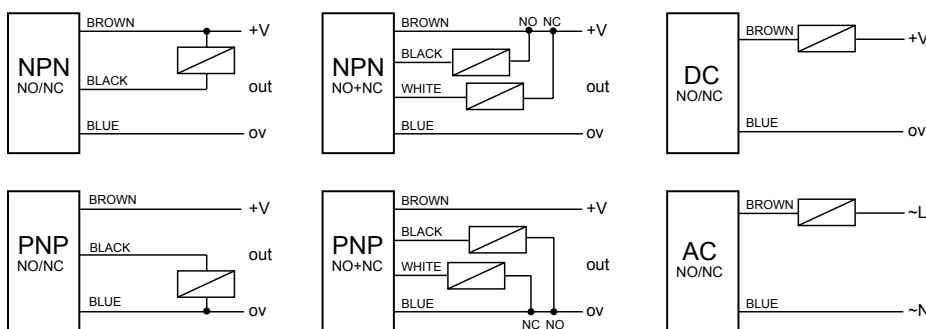 BROWN
+V
NPN
NO/NC
BLACK
out
BLUE
ov
NO NC
BROWN
+V
BLACK
NPN
NO+NC
WHITE
out
BLUE
ov
BROWN
+V
DC
NO/NC
BLUE
ov
BROWN
+V
PNP
NO/NC
BLACK
out
BLUE
ov
BROWN
+V
BLACK
PNP
NO+NC
WHITE
out
BLUE
ov
NC NO
BROWN
~L
AC
NO/NC
BLUE
~N